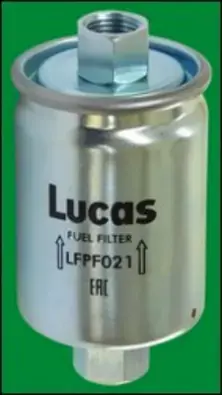 Lucas
FUEL FILTER
LFPF021
EAC